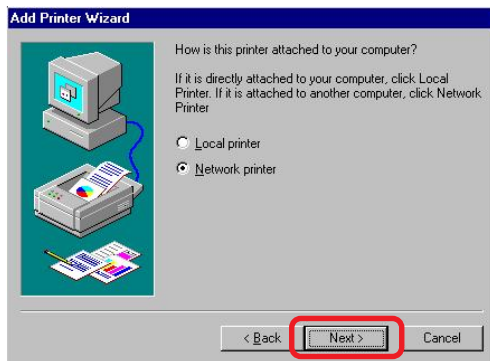 Add Printer Wizard
How is this printer attached to your computer?
If it is directly attached to your computer, click Local
Printer. If it is attached to another computer, click Network
Printer
Local printer
Network printer
< Back
Next >
Cancel